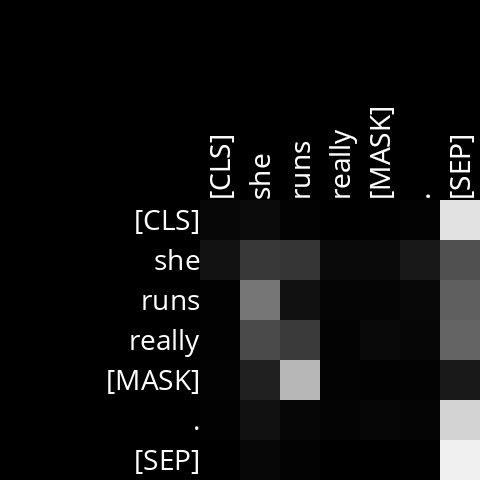 [CLS] she runs really [MASK] . [SEP]
[CLS]
she
runs
really
[MASK]
.
[SEP]